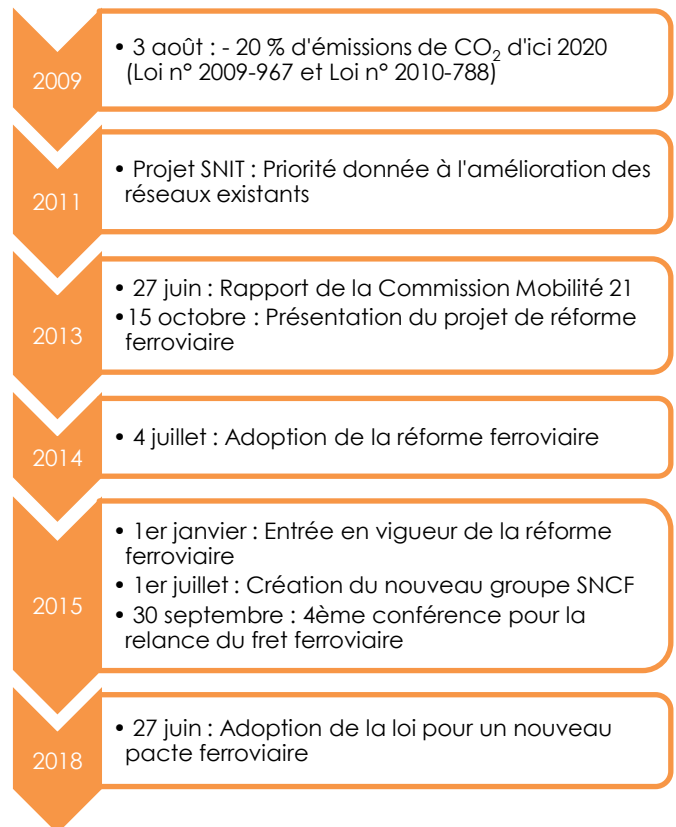 2009
• 3 août : - 20 % d'émissions de CO₂ d'ici 2020
(Loi n° 2009-967 et Loi n° 2010-788)
2011
• Projet SNIT : Priorité donnée à l'amélioration des
réseaux existants
2013
• 27 juin : Rapport de la Commission Mobilité 21
•15 octobre : Présentation du projet de réforme
ferroviaire
2014
• 4 juillet : Adoption de la réforme ferroviaire
2015
• 1er janvier : Entrée en vigueur de la réforme
ferroviaire
• 1er juillet : Création du nouveau groupe SNCF
• 30 septembre : 4ème conférence pour la
relance du fret ferroviaire
2018
• 27 juin : Adoption de la loi pour un nouveau
pacte ferroviaire